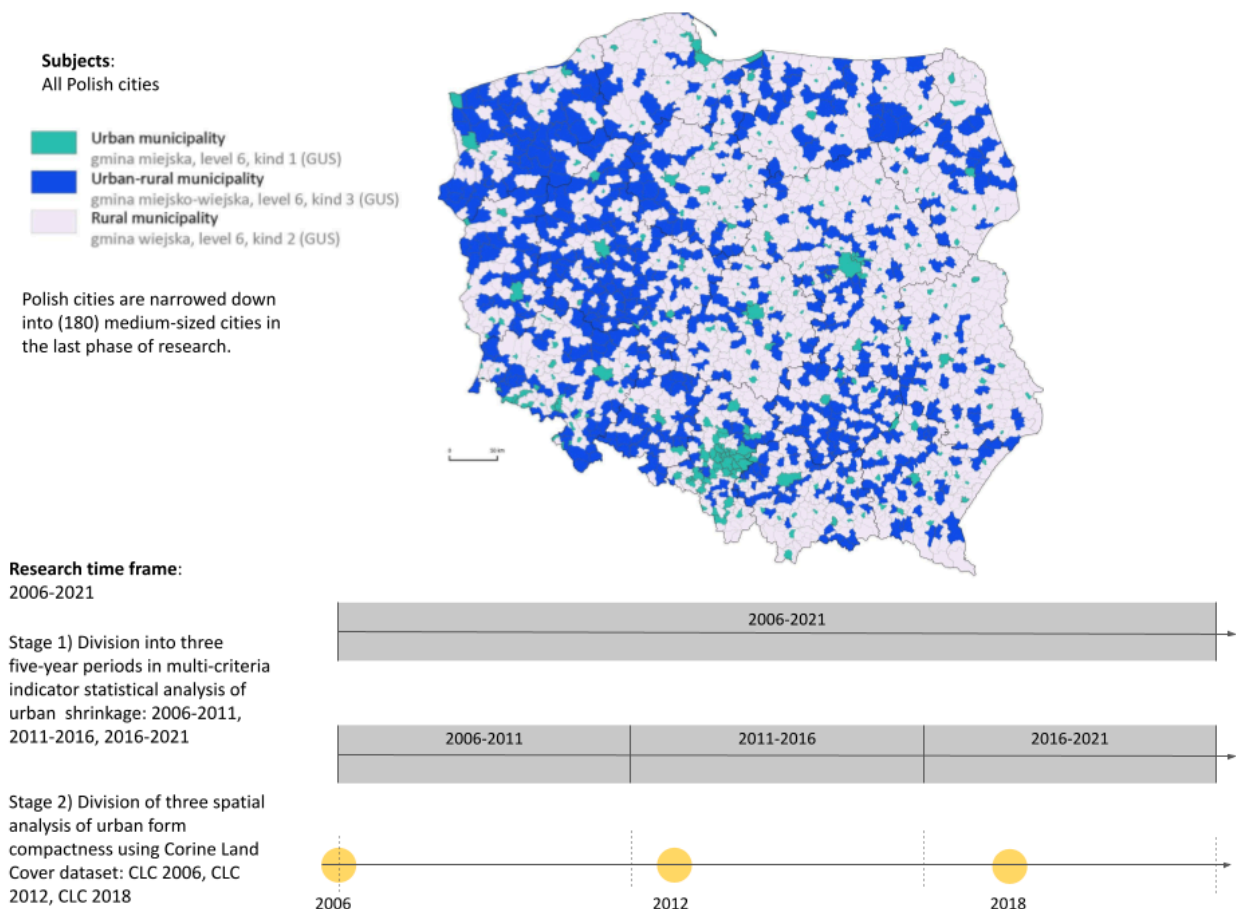 Subjects:
All Polish cities
Urban municipality
gmina miejska, level 6, kind 1 (GUS)
Urban-rural municipality
gmina miejsko-wiejska, level 6, kind 3 (GUS)
Rural municipality
gmina wiejska, level 6, kind 2 (GUS)
Polish cities are narrowed down
into (180) medium-sized cities in
the last phase of research.
0 50 km
Research time frame:
2006-2021
Stage 1) Division into three
five-year periods in multi-criteria
indicator statistical analysis of
urban shrinkage: 2006-2011,
2011-2016, 2016-2021
2006-2021
2006-2011 2011-2016 2016-2021
Stage 2) Division of three spatial
analysis of urban form
compactness using Corine Land
Cover dataset: CLC 2006, CLC
2012, CLC 2018
2006 2012 2018